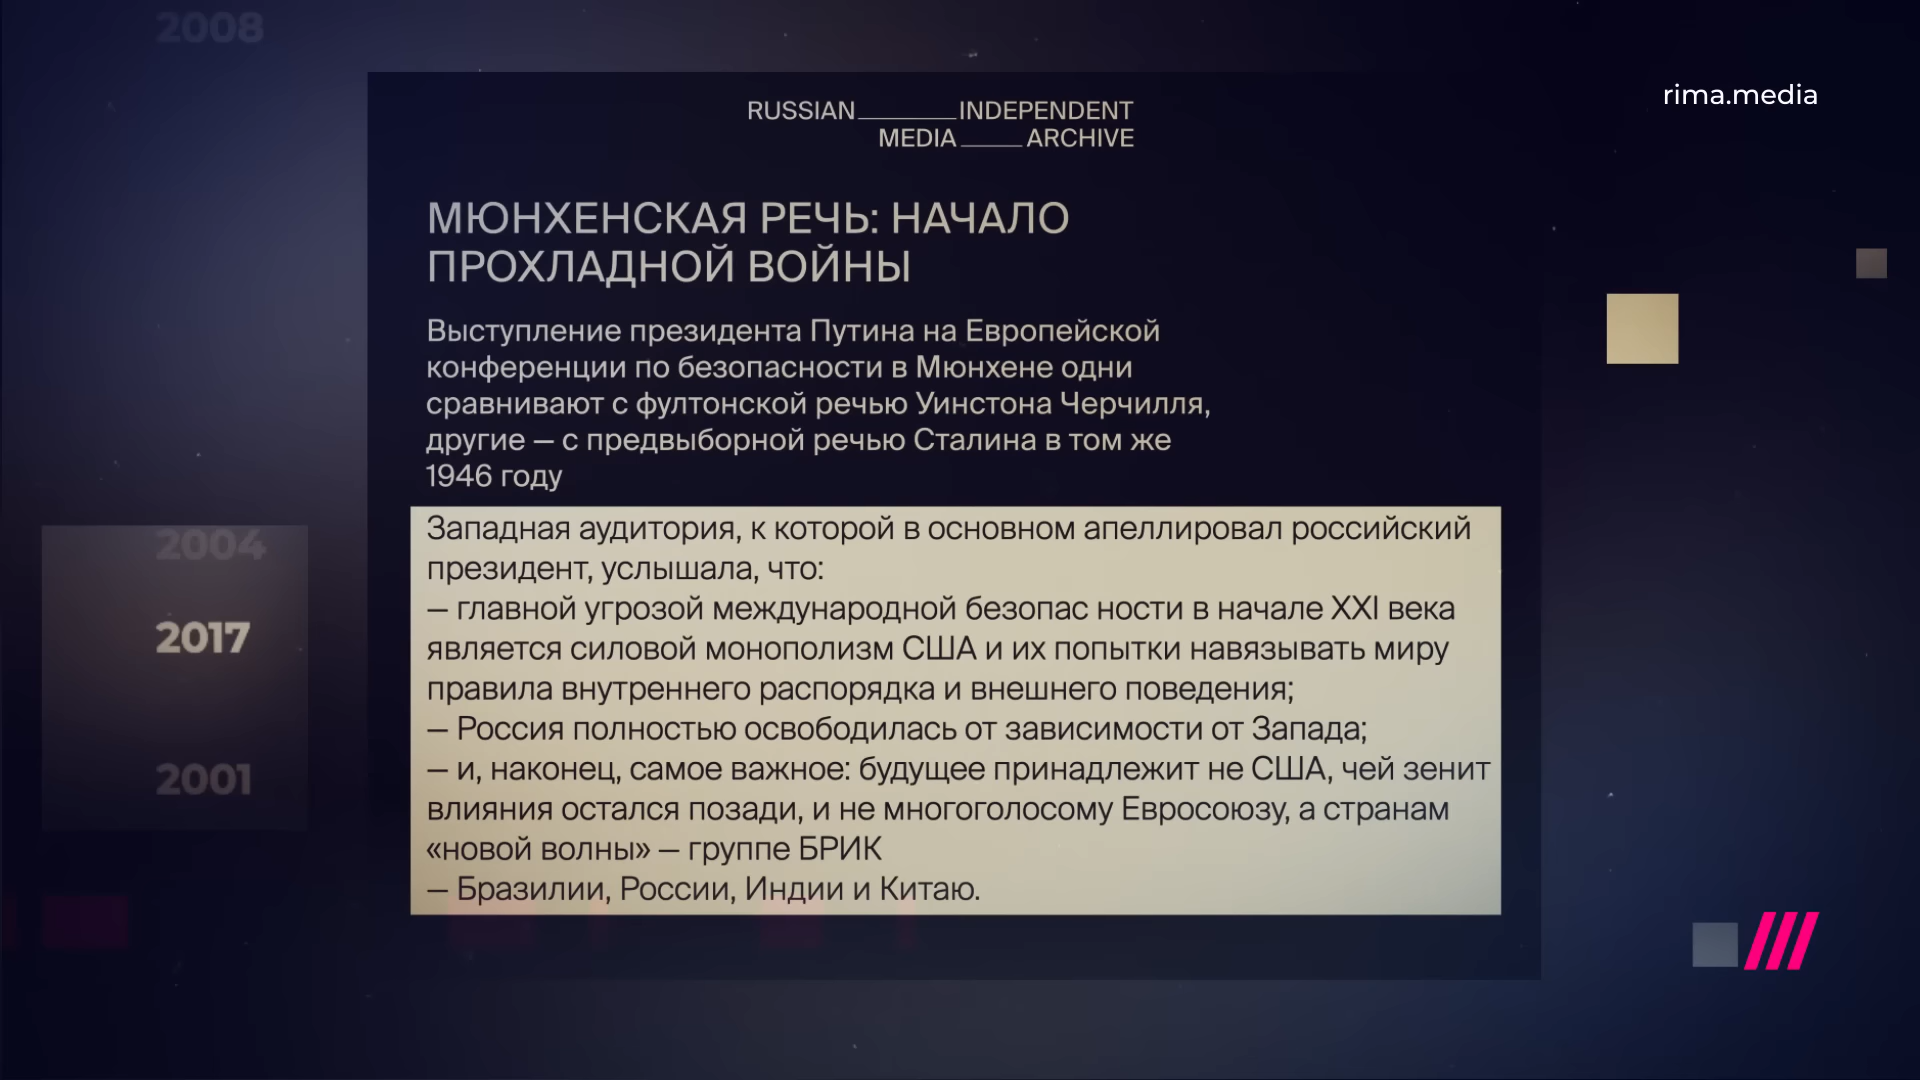 2008
rima.media
RUSSIAN INDEPENDENT
MEDIA ARCHIVE
МЮНХЕНСКАЯ РЕЧЬ: НАЧАЛО
ПРОХЛАДНОЙ ВОЙНЫ
Выступление президента Путина на Европейской
конференции по безопасности в Мюнхене одни
сравнивают с фултонской речью Уинстона Черчилля,
другие — с предвыборной речью Сталина в том же
1946 году
Западная аудитория, к которой в основном апеллировал российский
президент, услышала, что:
— главной угрозой международной безопас ности в начале XXI века
является силовой монополизм США и их попытки навязывать миру
правила внутреннего распорядка и внешнего поведения;
— Россия полностью освободилась от зависимости от Запада;
— и, наконец, самое важное: будущее принадлежит не США, чей зенит
влияния остался позади, и не многоголосому Евросоюзу, а странам
«новой волны» — группе БРИК
— Бразилии, России, Индии и Китаю.
2004
2017
2001